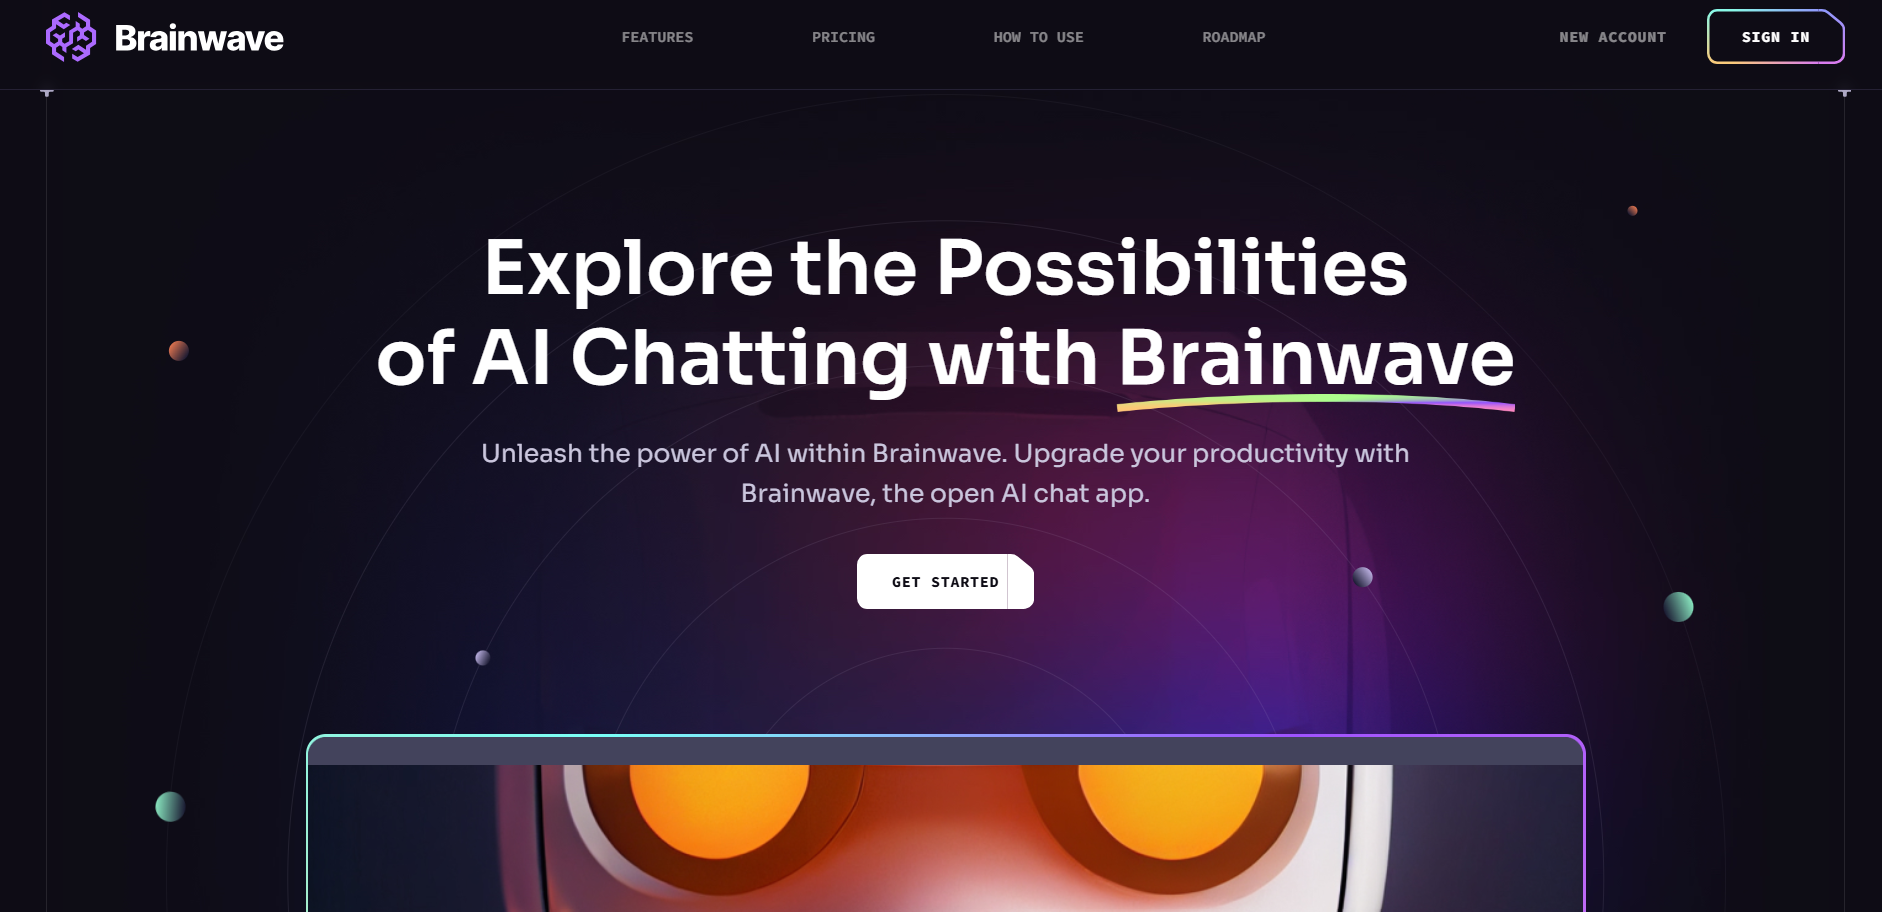 Brainwave
FEATURES
PRICING
HOW TO USE
ROADMAP
NEW ACCOUNT
SIGN IN
Explore the Possibilities
of AI Chatting with Brainwave
Unleash the power of AI within Brainwave. Upgrade your productivity with
Brainwave, the open AI chat app.
GET STARTED